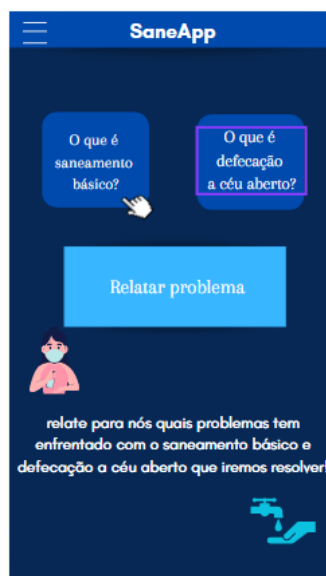 SaneApp
O que é
saneamento
básico?
O que é
defecação
a céu aberto?
Relatar problema
relate para nós quais problemas tem
enfrentado com o saneamento básico e
defecação a céu aberto que iremos resolver!